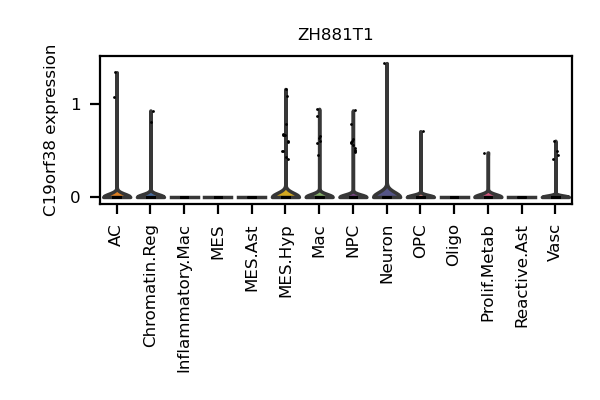 ZH881T1
C19orf38 expression
1
0
AC
Chromatin.Reg
Inflammatory.Mac
MES
MES.Ast
MES.Hyp
Mac
NPC
Neuron
OPC
Oligo
Prolif.Metab
Reactive.Ast
Vasc